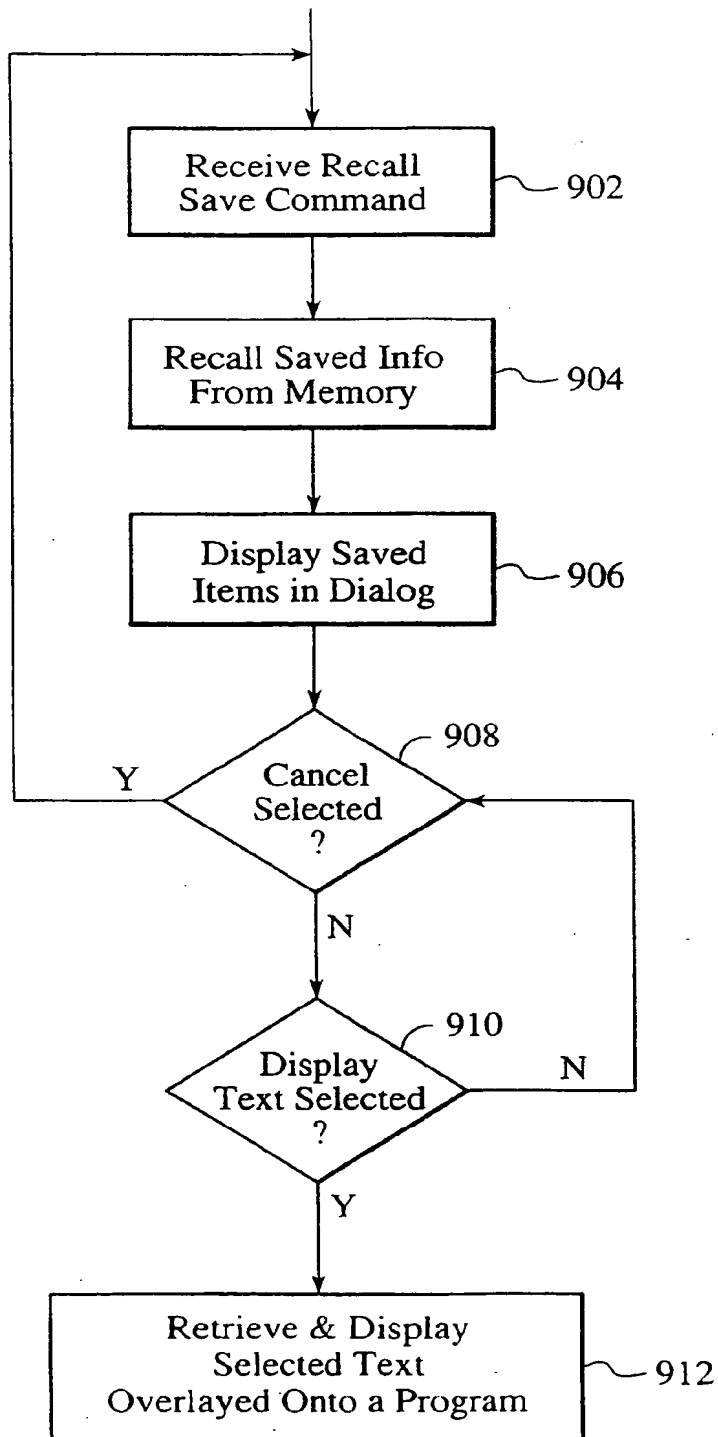 Receive Recall
Save Command
902
Recall Saved Info
From Memory
904
Display Saved
Items in Dialog
906
908
Y
Cancel
Selected
?
N
910
Display
Text Selected
?
N
Y
Retrieve & Display
Selected Text
Overlayed Onto a Program
912